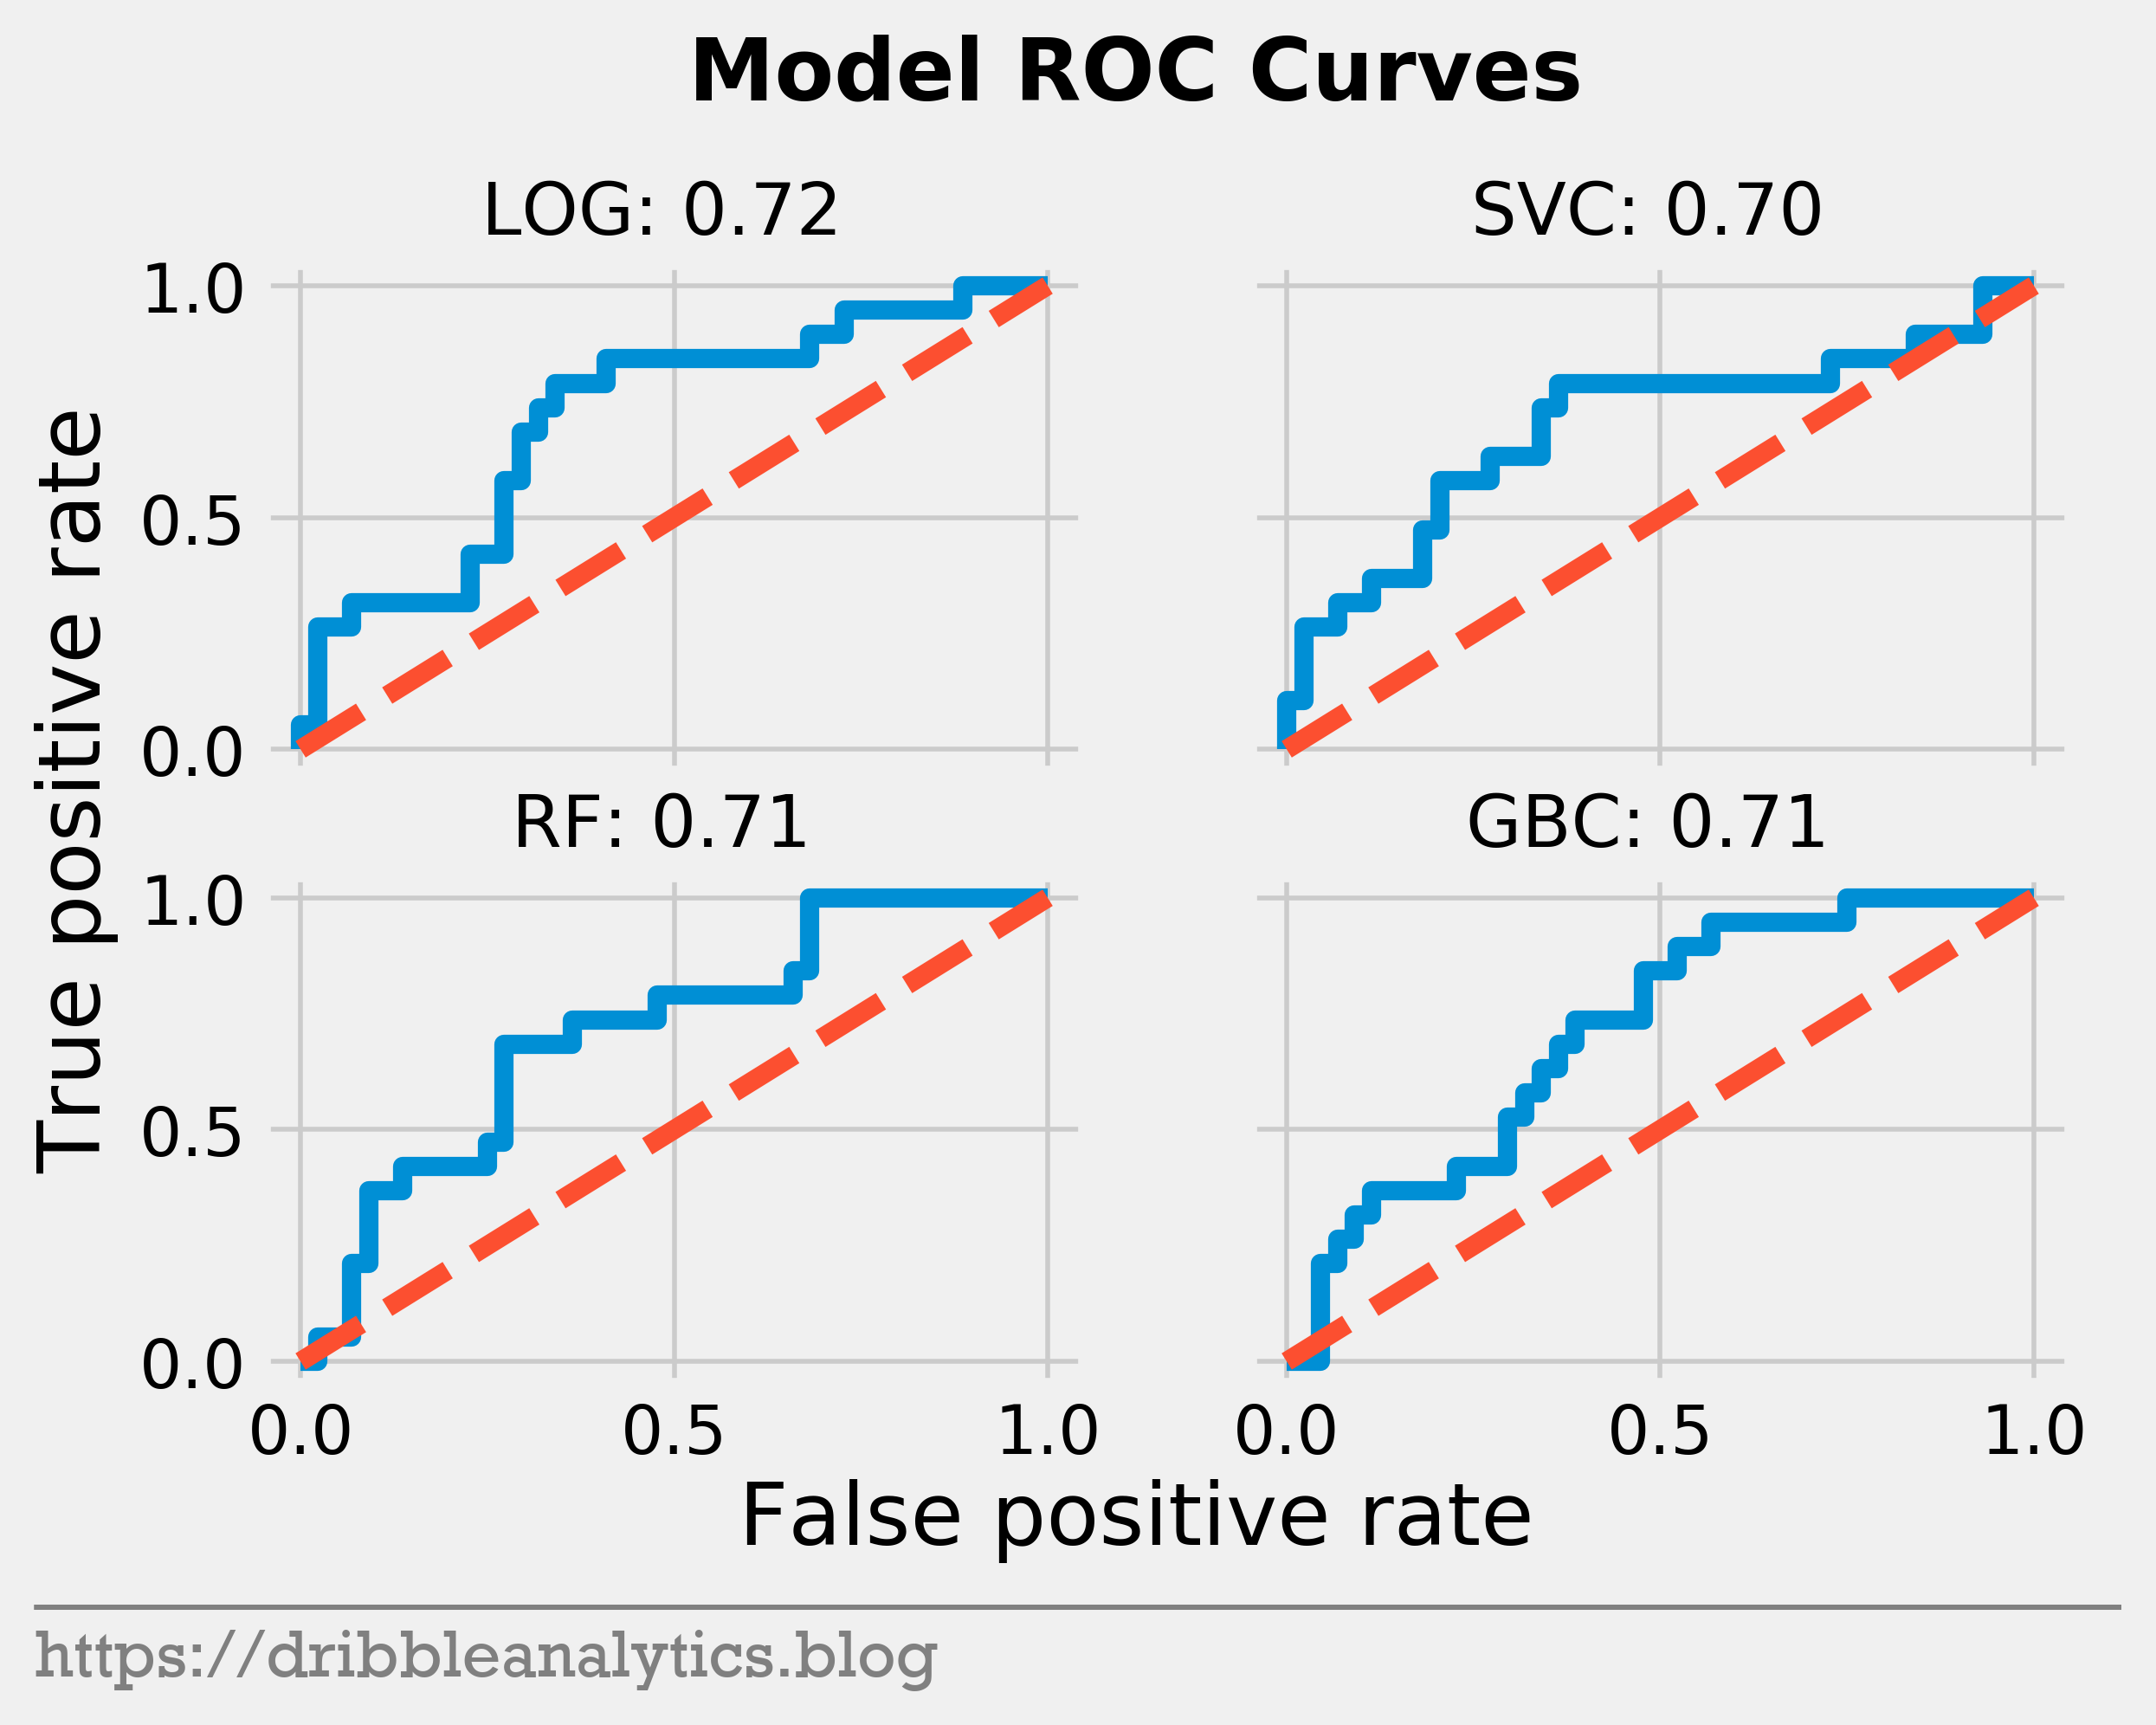 Model ROC Curves
LOG: 0.72
SVC: 0.70
1.0
0.5
0.0
True positive rate
RF: 0.71
GBC: 0.71
1.0
0.5
0.0
0.0 0.5 1.0
0.0 0.5 1.0
False positive rate
https://dribbleanalytics.blog